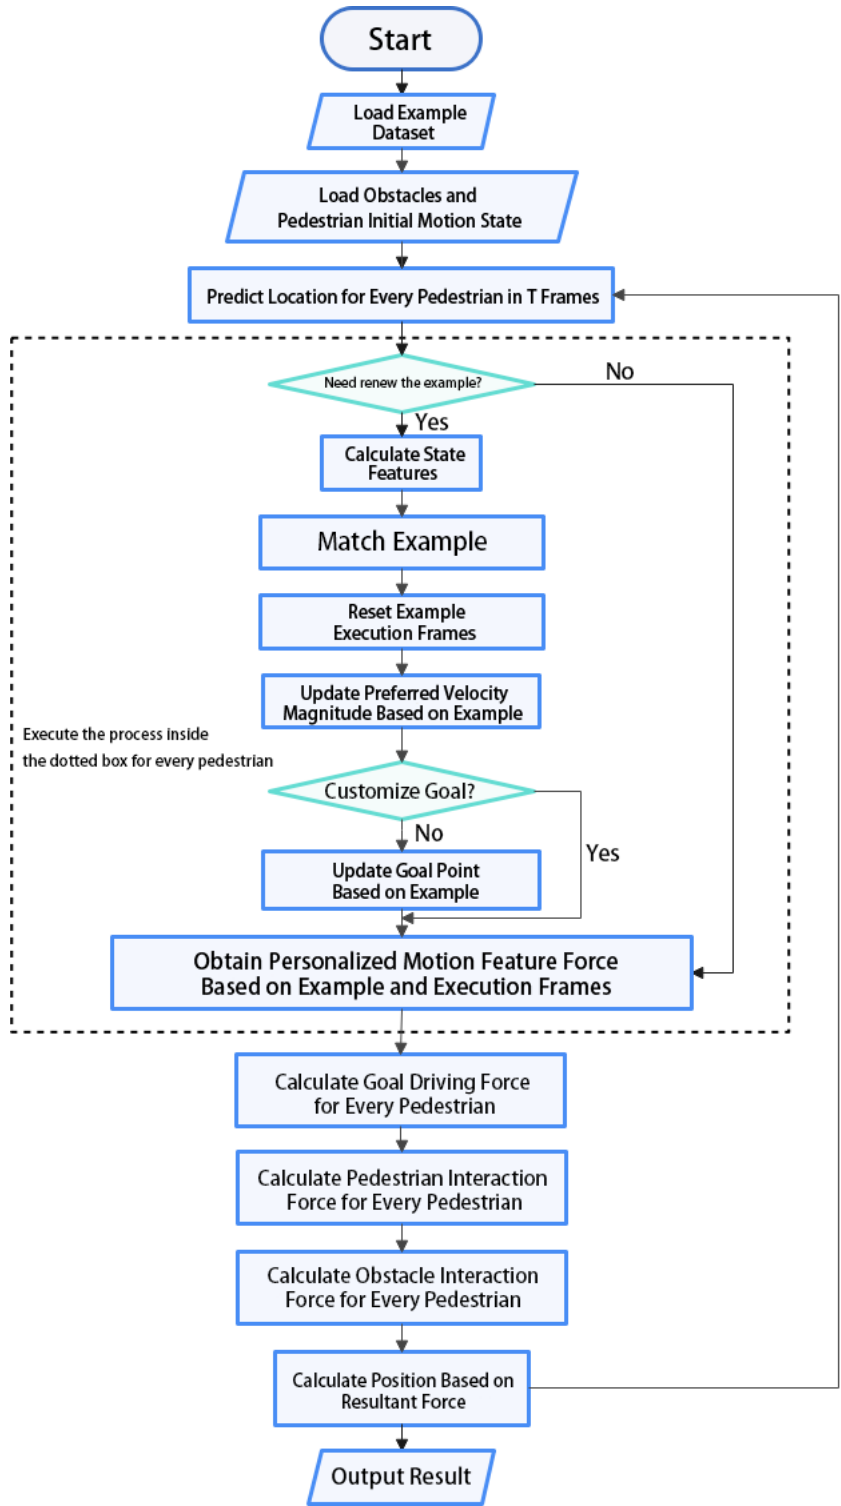 Start
Load Example
Dataset
Load Obstacles and
Pedestrian Initial Motion State
Predict Location for Every Pedestrian in T Frames
Need renew the example?
No
Yes
Calculate State
Features
Match Example
Reset Example
Execution Frames
Update Preferred Velocity
Magnitude Based on Example
Execute the process inside
the dotted box for every pedestrian
Customize Goal?
No
Yes
Update Goal Point
Based on Example
Obtain Personalized Motion Feature Force
Based on Example and Execution Frames
Calculate Goal Driving Force
for Every Pedestrian
Calculate Pedestrian Interaction
Force for Every Pedestrian
Calculate Obstacle Interaction
Force for Every Pedestrian
Calculate Position Based on
Resultant Force
Output Result